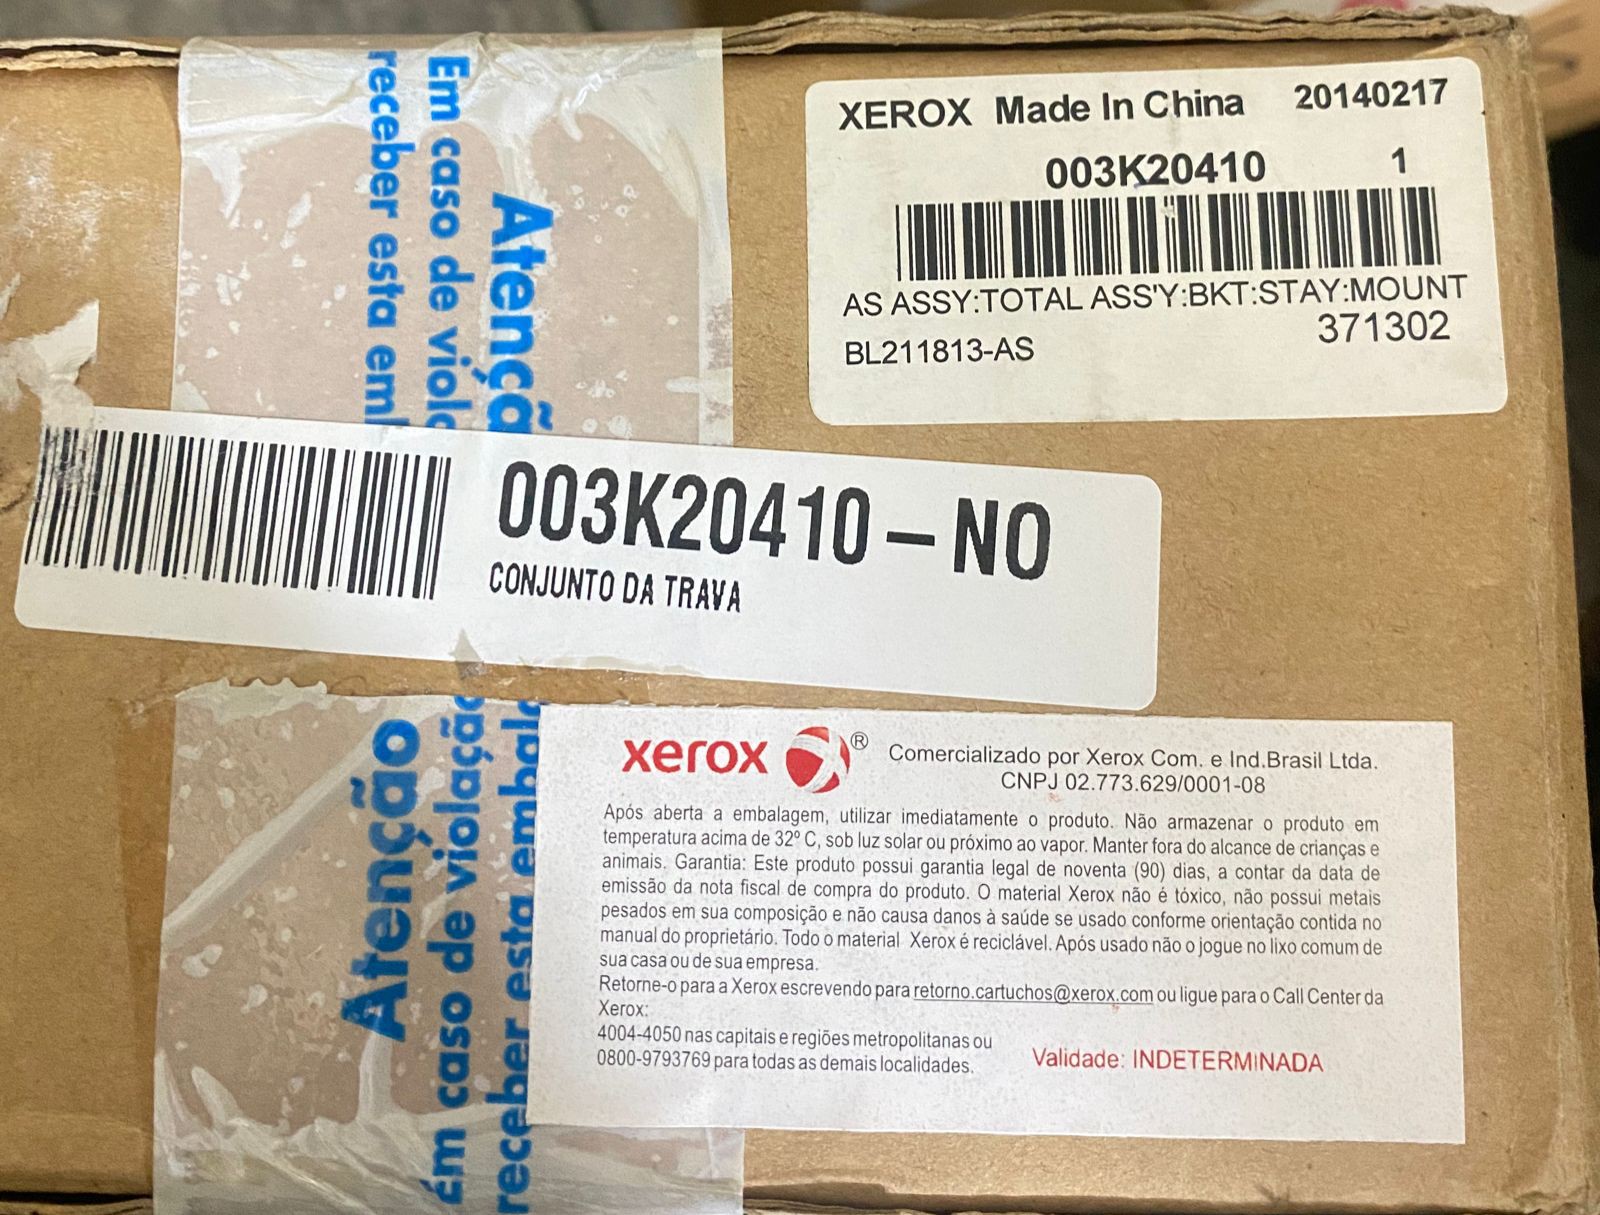 XEROX Made In China 20140217
003K20410 1
AS ASSY:TOTAL ASS'Y:BKT:STAY:MOUNT
371302
BL211813-AS
Atençã
Em caso de viola
receber esta em
003K20410 – NO
CONJUNTO DA TRAVA
Atenção
Em caso de violação
receber esta embala
xerox ®
Comercializado por Xerox Com. e Ind.Brasil Ltda.
CNPJ 02.773.629/0001-08
Após aberta a embalagem, utilizar imediatamente o produto. Não armazenar o produto em
temperatura acima de 32º C, sob luz solar ou próximo ao vapor. Manter fora do alcance de crianças e
animais. Garantia: Este produto possui garantia legal de noventa (90) dias, a contar da data de
emissão da nota fiscal de compra do produto. O material Xerox não é tóxico, não possui metais
pesados em sua composição e não causa danos à saúde se usado conforme orientação contida no
manual do proprietário. Todo o material Xerox é reciclável. Após usado não o jogue no lixo comum de
sua casa ou de sua empresa.
Retorne-o para a Xerox escrevendo para retorno.cartuchos@xerox.com ou ligue para o Call Center da
Xerox:
4004-4050 nas capitais e regiões metropolitanas ou
0800-9793769 para todas as demais localidades.
Validade: INDETERMINADA